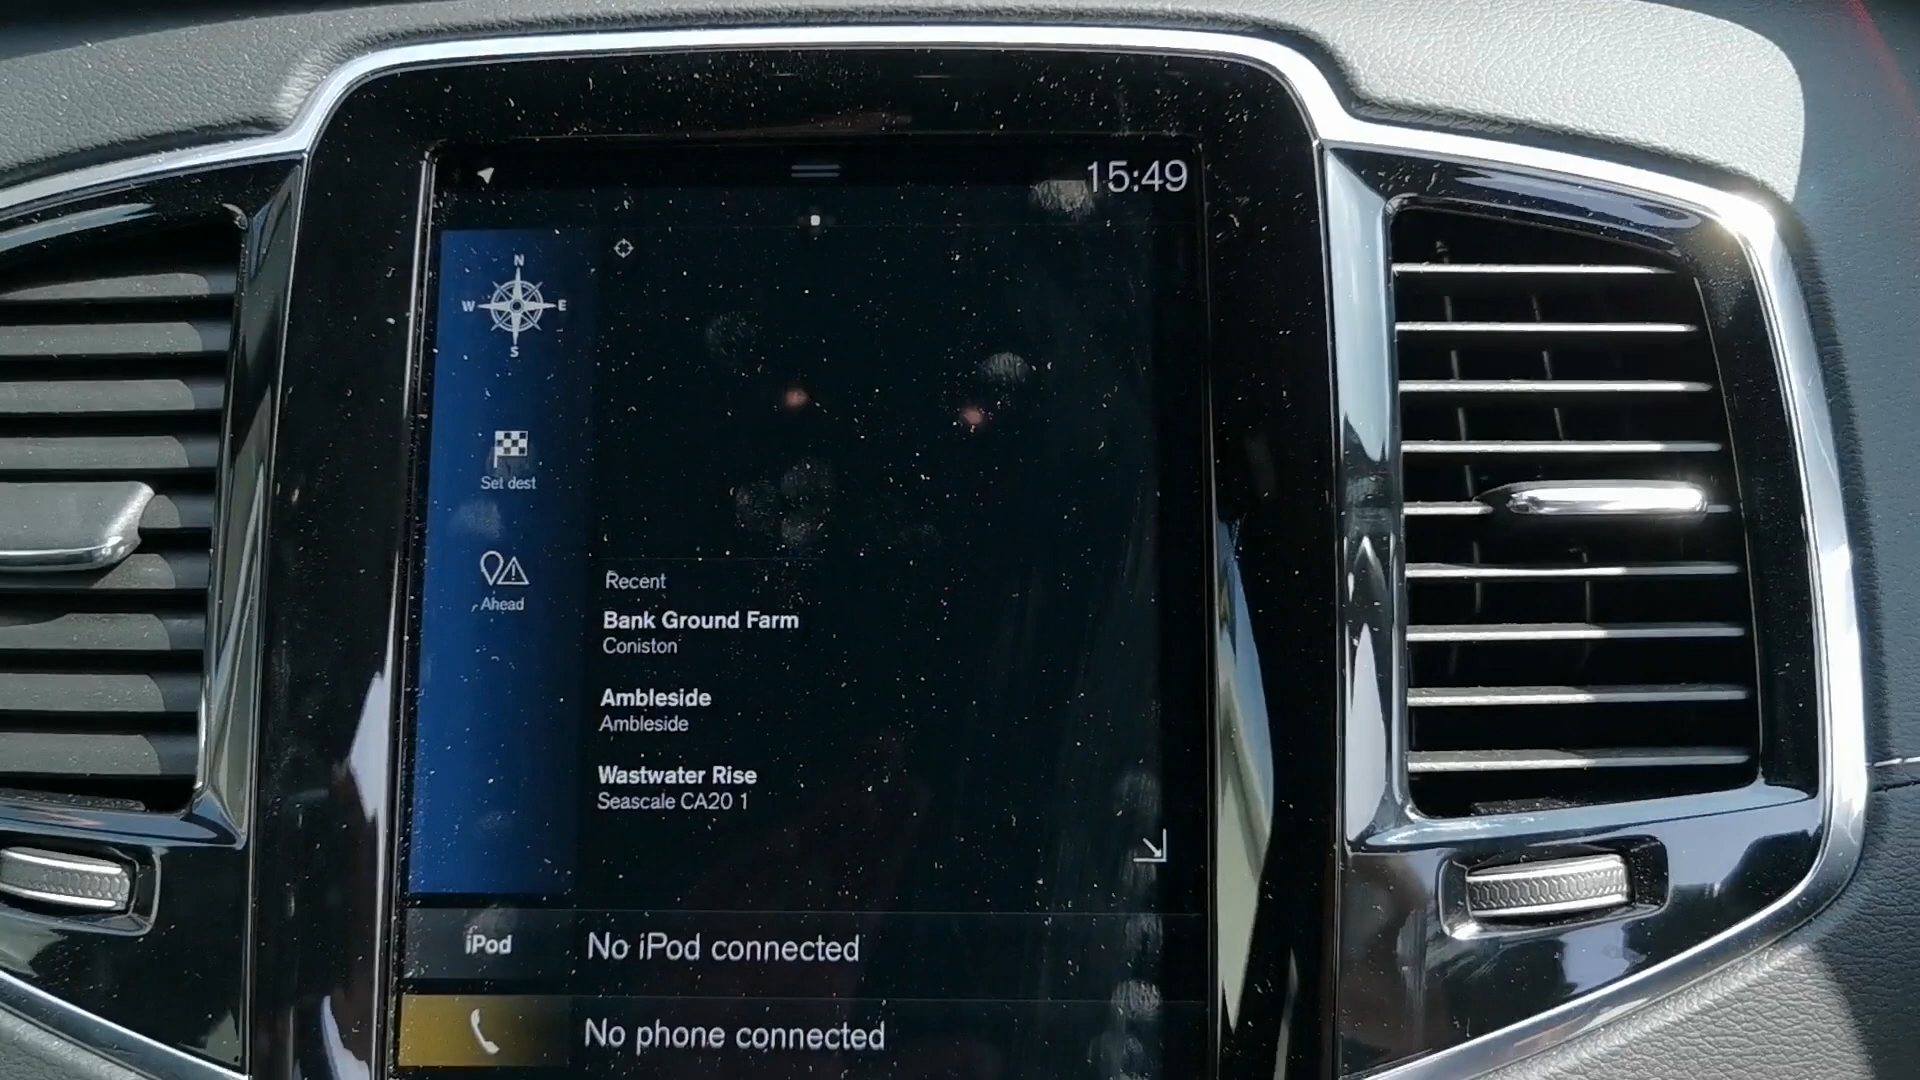 15:49
N
W E
S
Set dest
Ahead
Recent
Bank Ground Farm
Coniston
Ambleside
Ambleside
Wastwater Rise
Seascale CA20 1
iPod No iPod connected
No phone connected